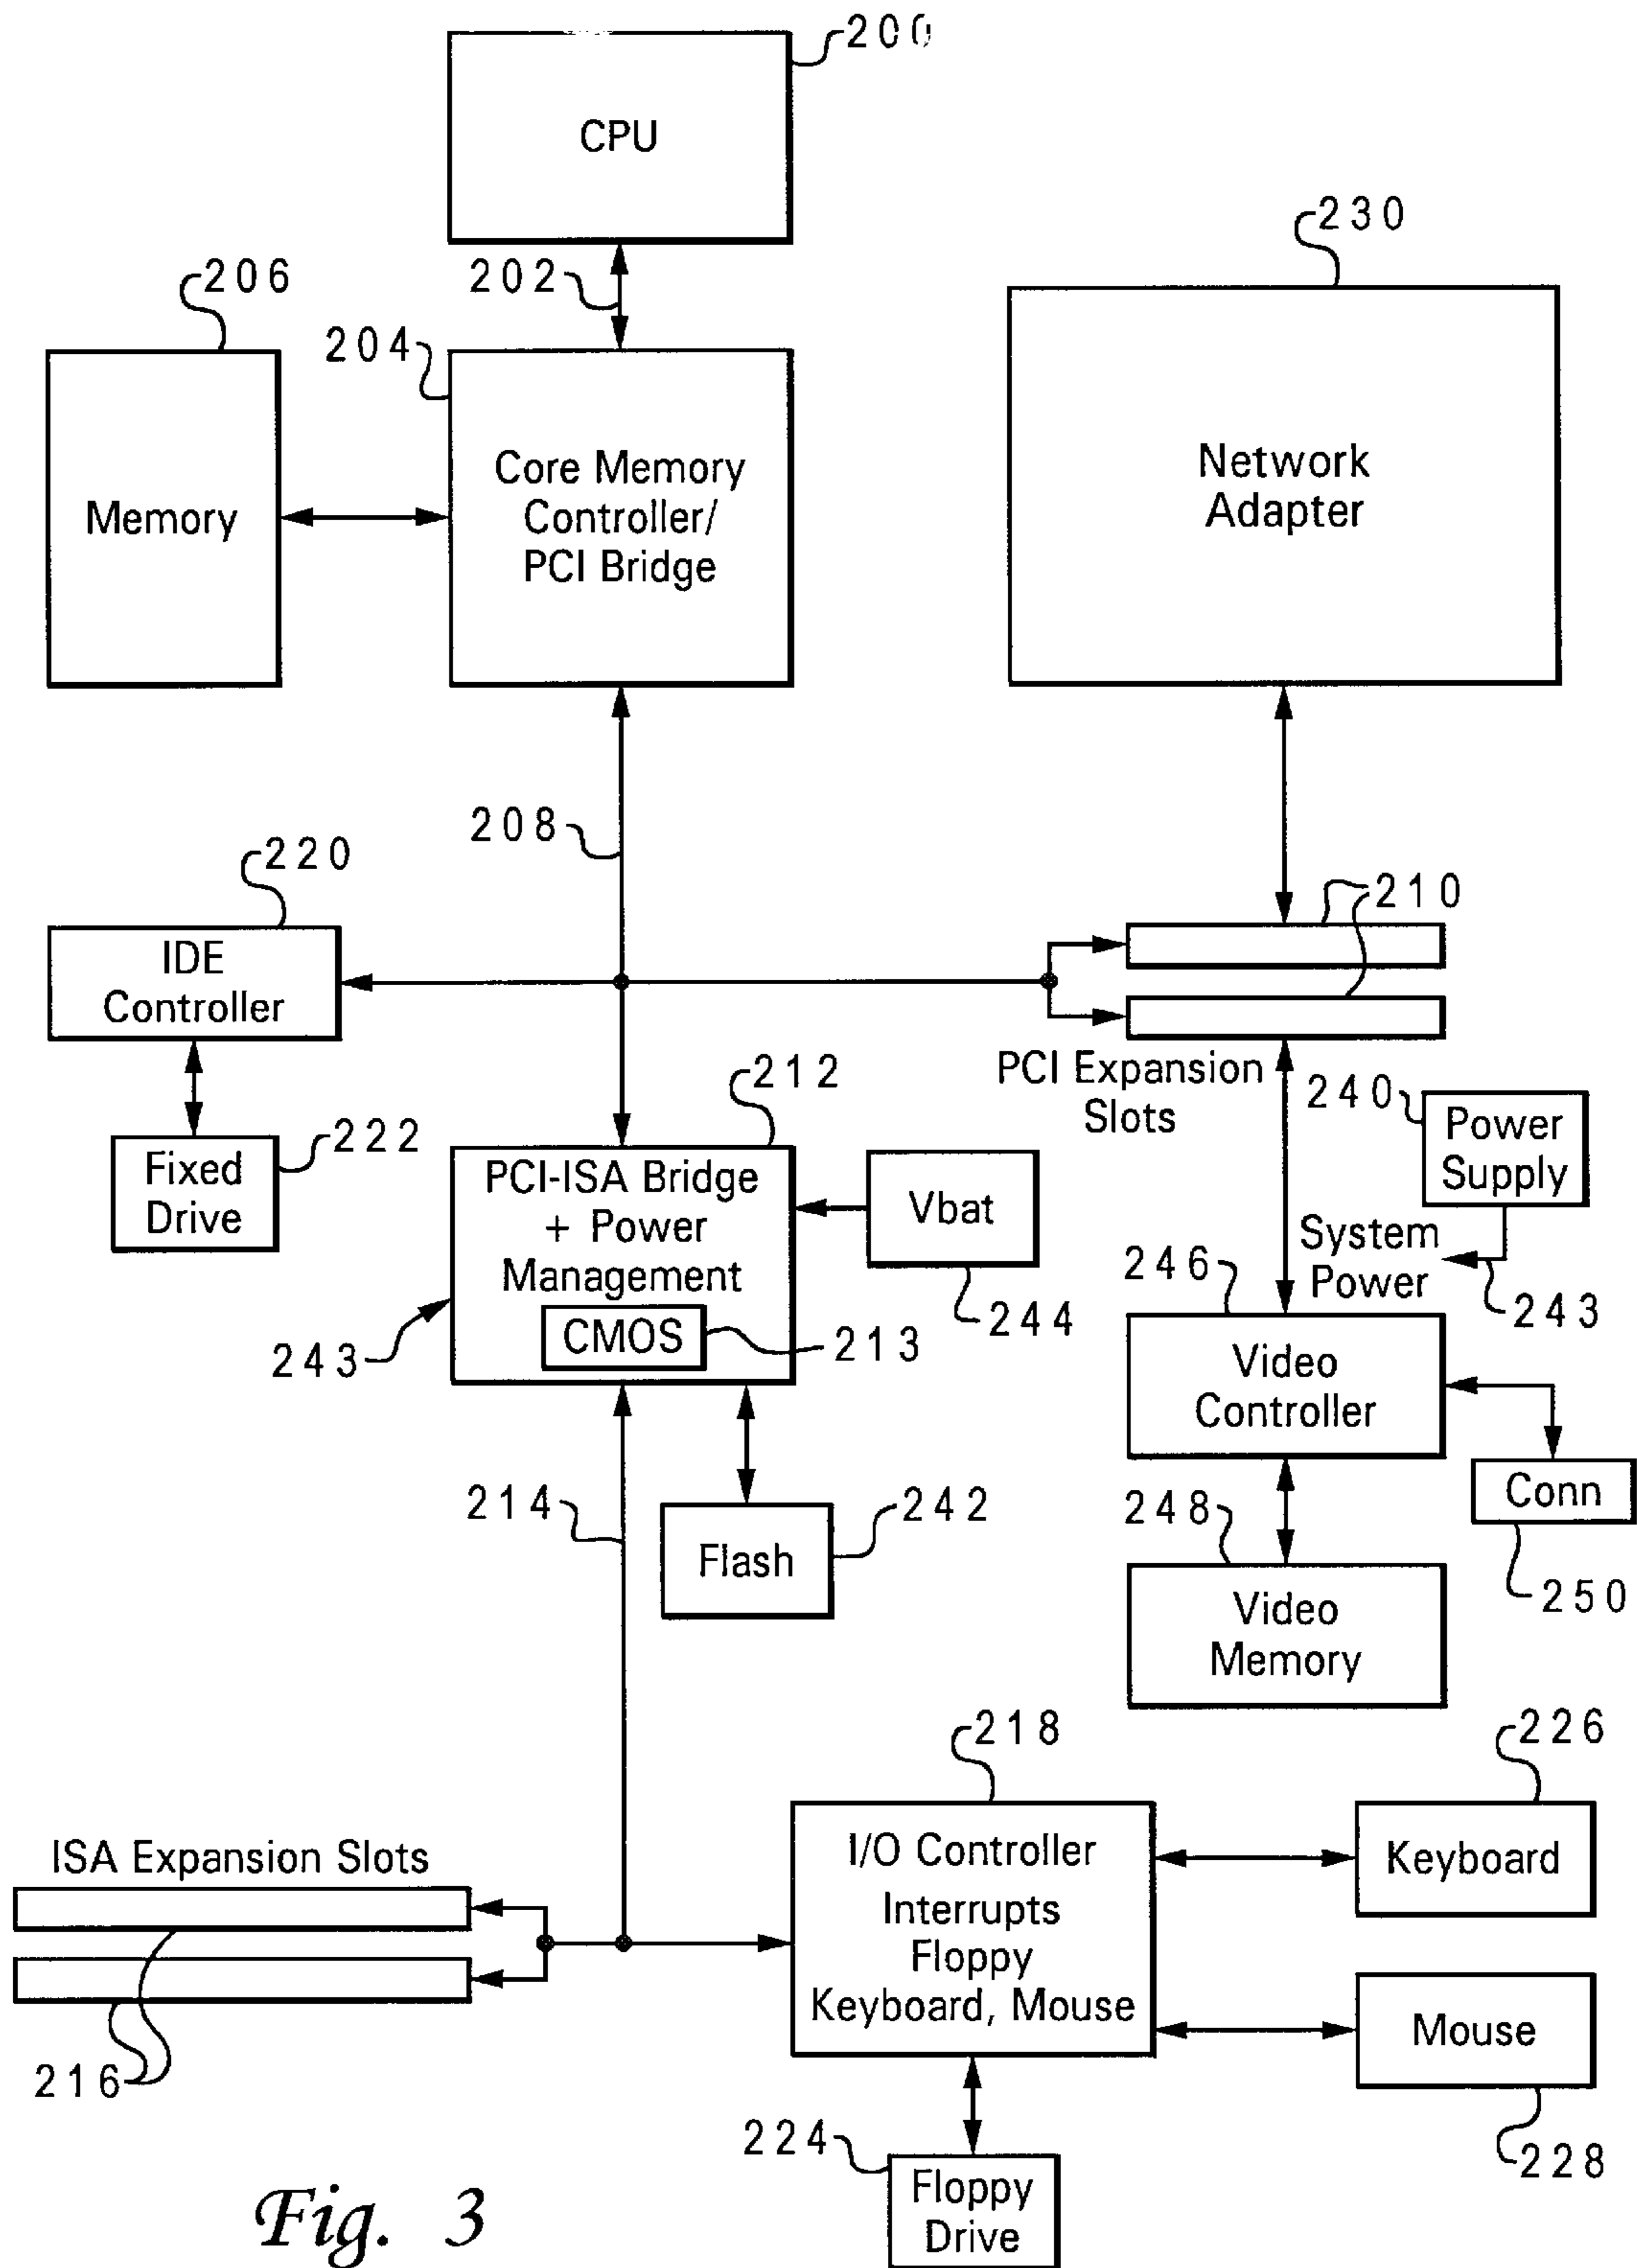 200
CPU
230
206
202
204
Memory
Core Memory
Controller/
PCI Bridge
Network
Adapter
208
220
210
IDE
Controller
PCI Expansion
Slots
212
240
Power
Supply
222
Fixed
Drive
PCI-ISA Bridge
+ Power
Management
CMOS
Vbat
System
Power
246
243
244
213
243
Video
Controller
214
242
Conn
248
Flash
250
Video
Memory
218
226
ISA Expansion Slots
I/O Controller
Interrupts
Floppy
Keyboard, Mouse
Keyboard
Mouse
216
224
228
Floppy
Drive
Fig. 3